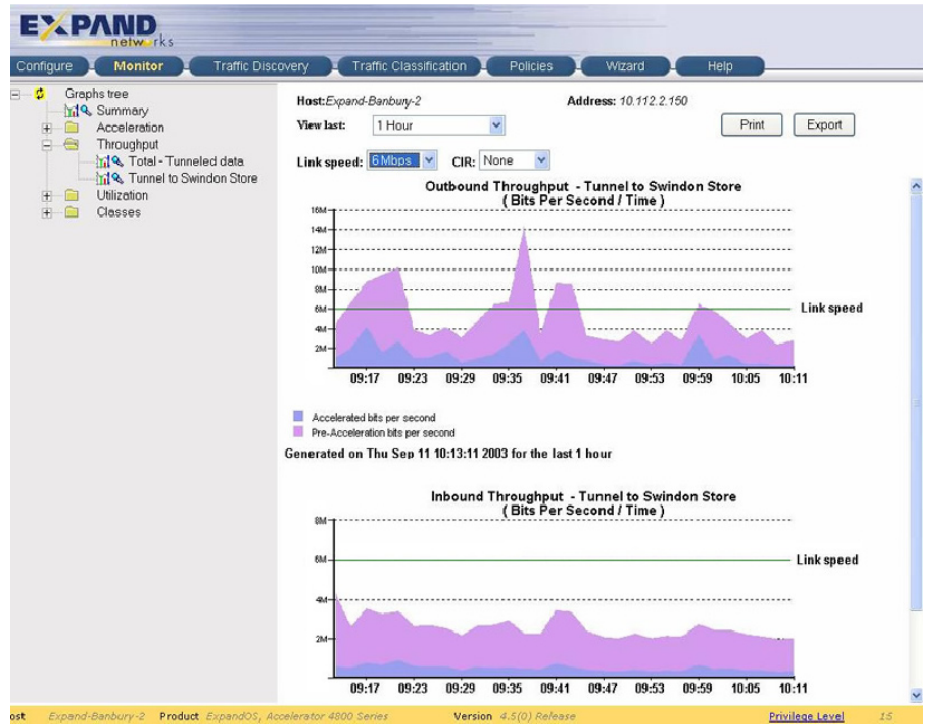 EXPAND
networks
Configure Monitor Traffic Discovery Traffic Classification Policies Wizard Help
Graphs tree
Summary
Acceleration
Throughput
Total - Tunneled data
Tunnel to Swindon Store
Utilization
Classes
Host:Expand-Banbury-2 Address: 10.112.2.150
View last: 1 Hour Print Export
Link speed: 6Mbps CIR: None
Outbound Throughput - Tunnel to Swindon Store
( Bits Per Second / Time )
16M
14M
12M
10M
8M
6M Link speed
4M
2M
09:17 09:23 09:29 09:35 09:41 09:47 09:53 09:59 10:05 10:11
Accelerated bits per second
Pre-Acceleration bits per second
Generated on Thu Sep 11 10:13:11 2003 for the last 1 hour
Inbound Throughput - Tunnel to Swindon Store
( Bits Per Second / Time )
8M
6M Link speed
4M
2M
09:17 09:23 09:29 09:35 09:41 09:47 09:53 09:59 10:05 10:11
ost Expand-Banbury-2 Product ExpandOS, Accelerator 4800 Series Version 4.5(0) Release Privilege Level 15